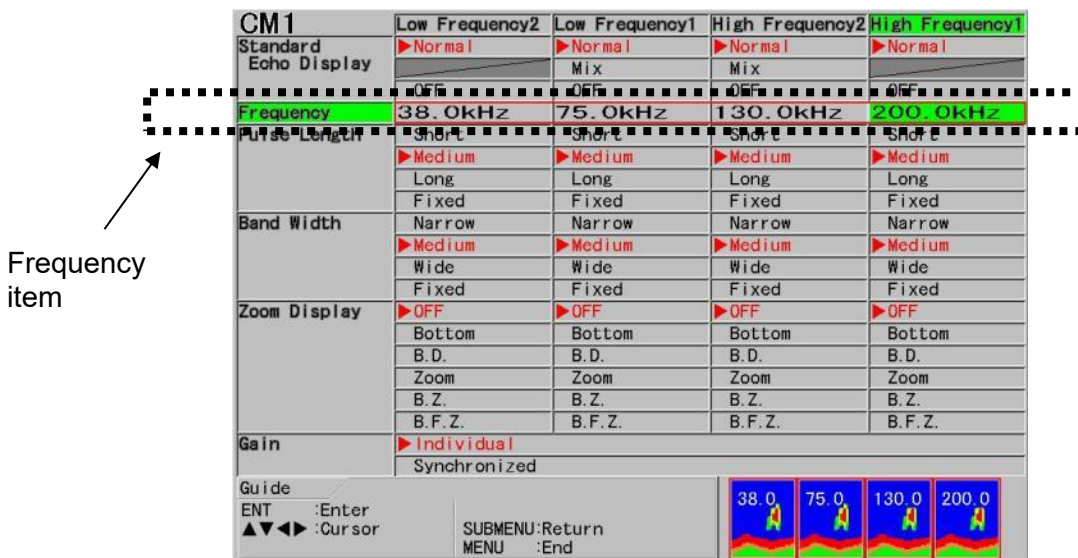 CM1 Low Frequency2 Low Frequency1 High Frequency2 High Frequency1
Standard ▶Normal ▶Normal ▶Normal ▶Normal
Echo Display Mix Mix
OFF OFF OFF OFF
Frequency 38.0kHz 75.0kHz 130.0kHz 200.0kHz
Pulse Length Short Short Short Short
▶Medium ▶Medium ▶Medium ▶Medium
Long Long Long Long
Fixed Fixed Fixed Fixed
Band Width Narrow Narrow Narrow Narrow
▶Medium ▶Medium ▶Medium ▶Medium
Wide Wide Wide Wide
Fixed Fixed Fixed Fixed
Zoom Display ▶OFF ▶OFF ▶OFF ▶OFF
Bottom Bottom Bottom Bottom
B.D. B.D. B.D. B.D.
Zoom Zoom Zoom Zoom
B.Z. B.Z. B.Z. B.Z.
B.F.Z. B.F.Z. B.F.Z. B.F.Z.
Gain ▶Individual
Synchronized
Guide
ENT :Enter
▲▼◀▶ :Cursor SUBMENU:Return
MENU :End
38.0 75.0 130.0 200.0
Frequency
item